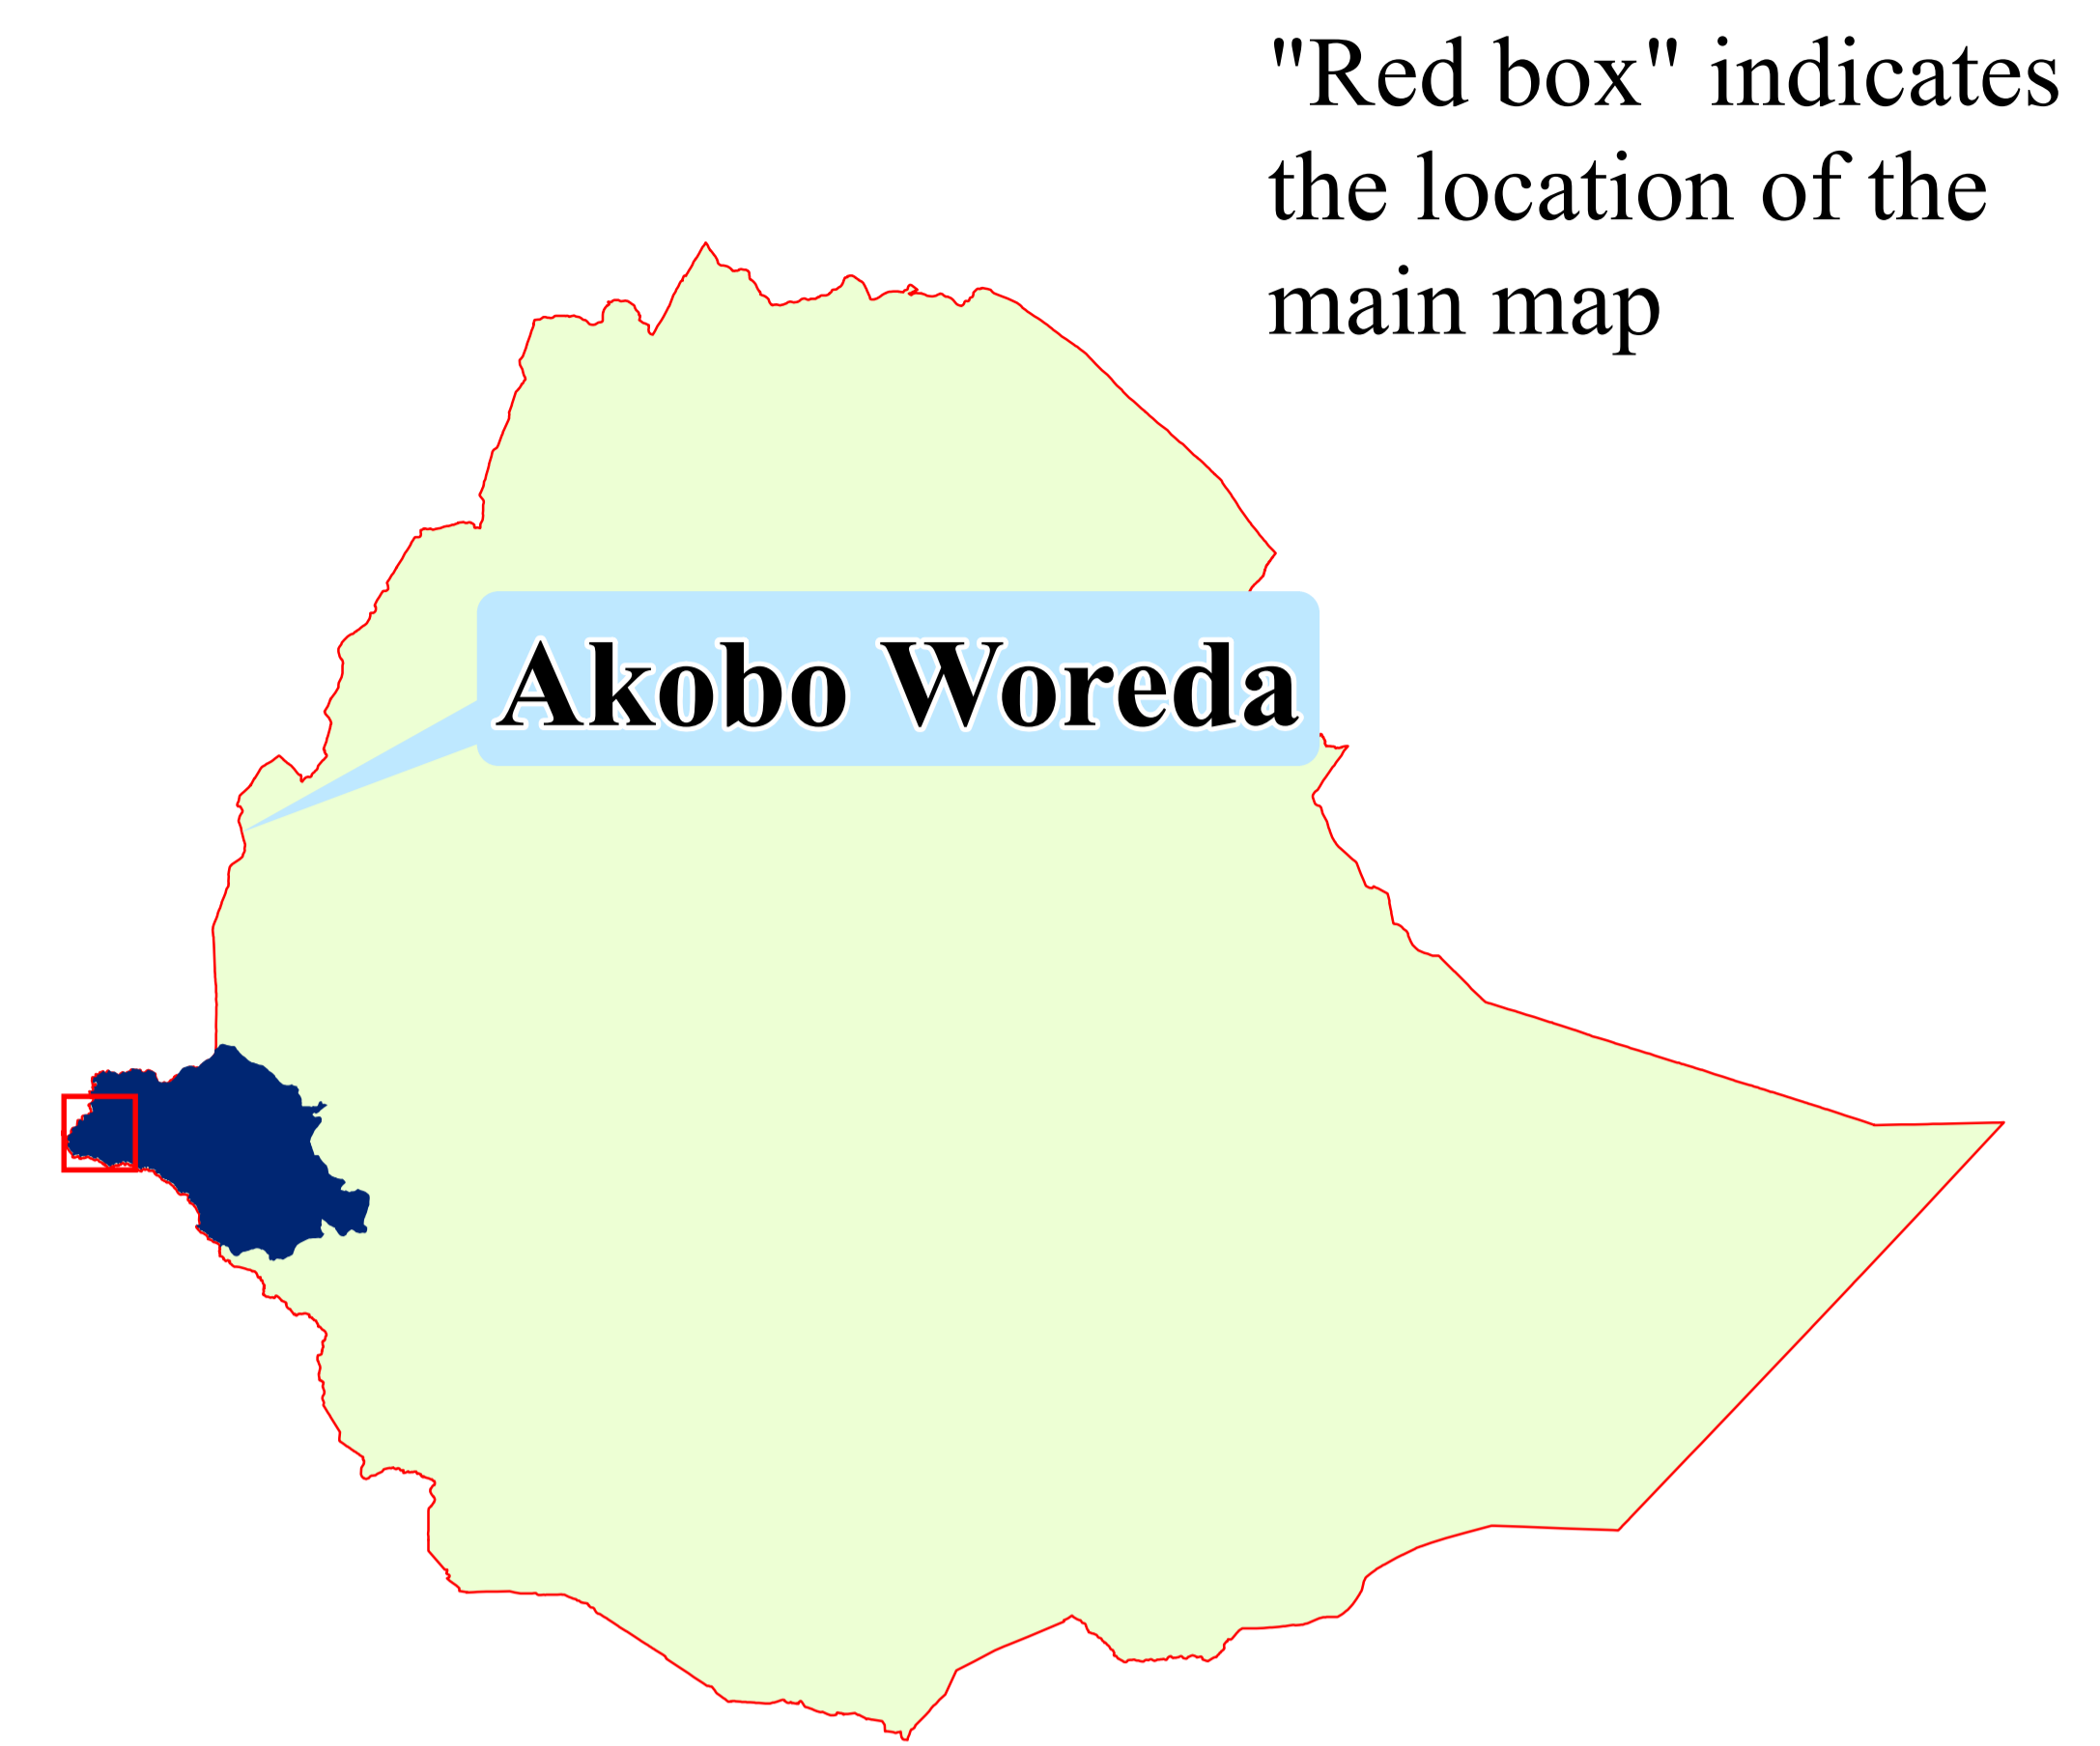 "Red box" indicates
the location of the
main map
Akobo Woreda